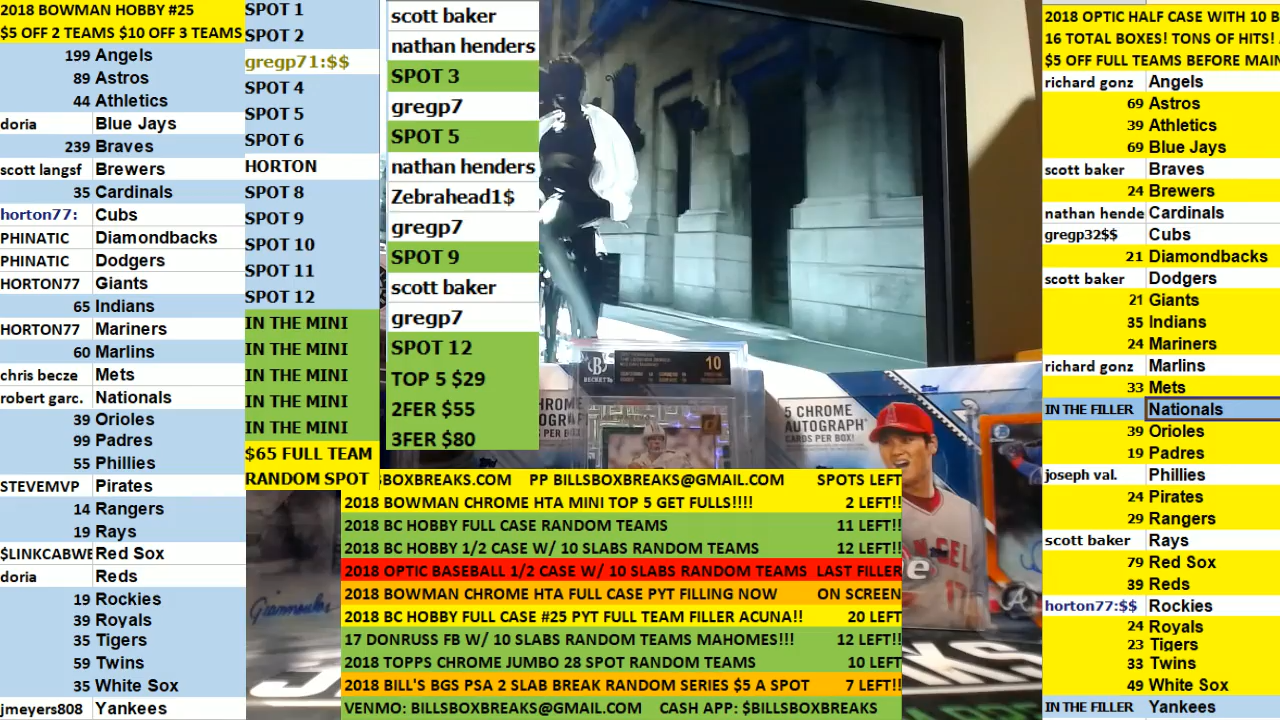 2018 BOWMAN HOBBY #25
$5 OFF 2 TEAMS $10 OFF 3 TEAMS
199 Angels
89 Astros
44 Athletics
doria Blue Jays
239 Braves
scott langsf Brewers
35 Cardinals
horton77: Cubs
PHINATIC Diamondbacks
PHINATIC Dodgers
HORTON77 Giants
65 Indians
HORTON77 Mariners
60 Marlins
chris becze Mets
robert garc. Nationals
39 Orioles
99 Padres
55 Phillies
STEVEMVP Pirates
14 Rangers
19 Rays
$LINKCABWE Red Sox
doria Reds
19 Rockies
39 Royals
35 Tigers
59 Twins
35 White Sox
jmeyers808 Yankees
SPOT 1
SPOT 2
gregp71:$$
SPOT 4
SPOT 5
SPOT 6
HORTON
SPOT 8
SPOT 9
SPOT 10
SPOT 11
SPOT 12
IN THE MINI
IN THE MINI
IN THE MINI
IN THE MINI
IN THE MINI
$65 FULL TEAM
RANDOM SPOT
scott baker
nathan henders
SPOT 3
gregp7
SPOT 5
nathan henders
Zebrahead1$
gregp7
SPOT 9
scott baker
gregp7
SPOT 12
TOP 5 $29
2FER $55
3FER $80
BECKETT
10
5 CHROME
AUTOGRAPH
CARDS PER BOX!
topps
17
SBOXBREAKS.COM PP BILLSBOXBREAKS@GMAIL.COM SPOTS LEFT
2018 BOWMAN CHROME HTA MINI TOP 5 GET FULLS!!!! 2 LEFT!!
2018 BC HOBBY FULL CASE RANDOM TEAMS 11 LEFT!!
2018 BC HOBBY 1/2 CASE W/ 10 SLABS RANDOM TEAMS 12 LEFT!!
2018 OPTIC BASEBALL 1/2 CASE W/ 10 SLABS RANDOM TEAMS LAST FILLER
2018 BOWMAN CHROME HTA FULL CASE PYT FILLING NOW ON SCREEN
2018 BC HOBBY FULL CASE #25 PYT FULL TEAM FILLER ACUNA!! 20 LEFT!
17 DONRUSS FB W/ 10 SLABS RANDOM TEAMS MAHOMES!!! 12 LEFT!!
2018 TOPPS CHROME JUMBO 28 SPOT RANDOM TEAMS 10 LEFT
2018 BILL'S BGS PSA 2 SLAB BREAK RANDOM SERIES $5 A SPOT 7 LEFT!!
VENMO: BILLSBOXBREAKS@GMAIL.COM CASH APP: $BILLSBOXBREAKS
2018 OPTIC HALF CASE WITH 10 B
16 TOTAL BOXES! TONS OF HITS!
$5 OFF FULL TEAMS BEFORE MAIN
richard gonz Angels
69 Astros
39 Athletics
69 Blue Jays
scott baker Braves
24 Brewers
nathan hende Cardinals
gregp32$$ Cubs
21 Diamondbacks
scott baker Dodgers
21 Giants
35 Indians
24 Mariners
richard gonz Marlins
33 Mets
IN THE FILLER Nationals
39 Orioles
19 Padres
joseph val. Phillies
24 Pirates
29 Rangers
scott baker Rays
79 Red Sox
39 Reds
horton77:$$ Rockies
24 Royals
23 Tigers
33 Twins
49 White Sox
IN THE FILLER Yankees